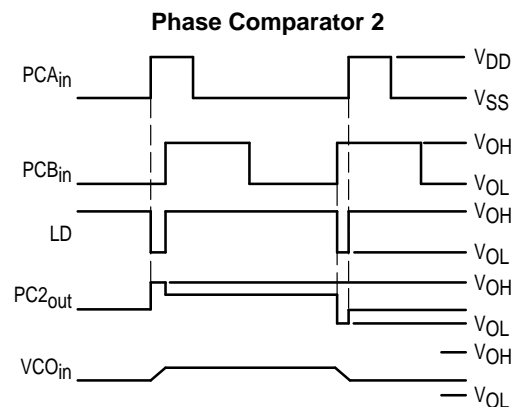 Phase Comparator 2
PCAin
VDD
VSS
PCBin
VOH
VOL
LD
VOH
VOL
PC2out
VOH
VOL
VCOin
VOH
VOL